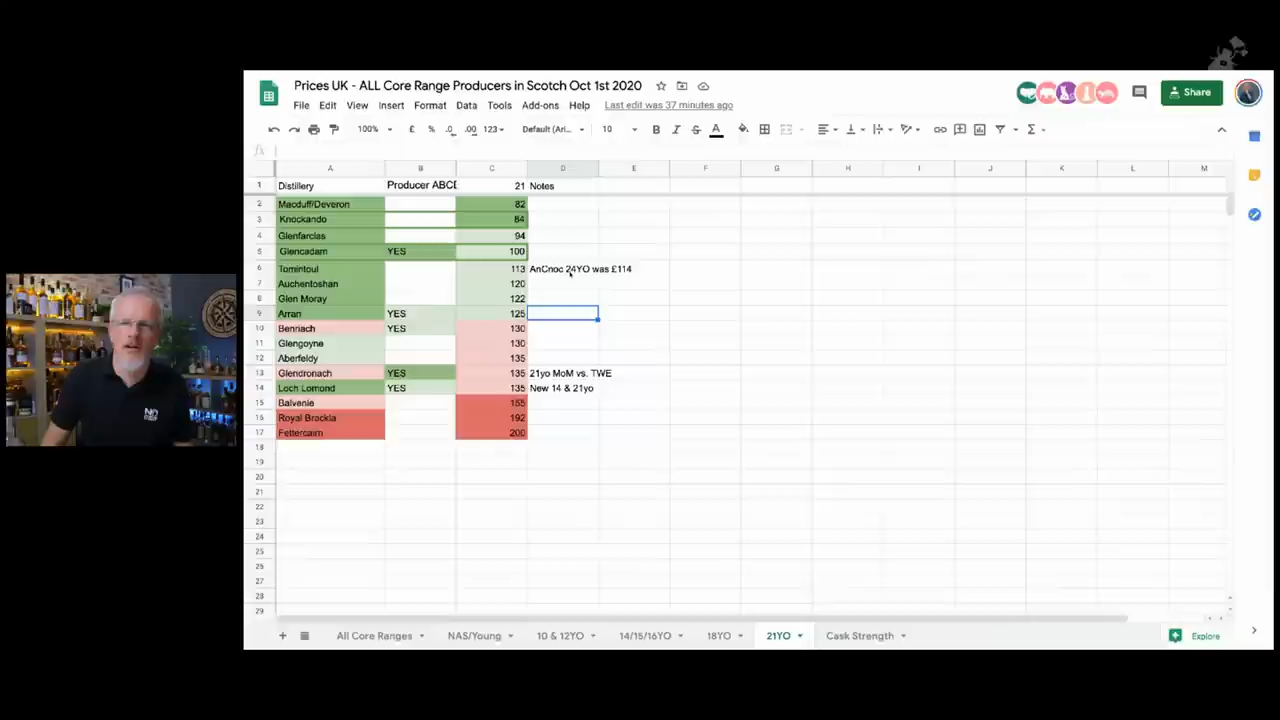 Prices UK - ALL Core Range Producers in Scotch Oct 1st 2020
File Edit View Insert Format Data Tools Add-ons Help Last edit was 37 minutes ago
Share
100% £ % .0 .00 123 Default (Ari... 10 B I S A
fx
A B C D E F G H I J K L M
1 Distillery Producer ABCD 21 Notes
2 Macduff/Deveron 82
3 Knockando 84
4 Glenfarclas 94
5 Glencadam YES 100
6 Tomintoul 113 AnCnoc 24YO was £114
7 Auchentoshan 120
8 Glen Moray 122
9 Arran YES 125
10 Benriach YES 130
11 Glengoyne 130
12 Aberfeldy 135
13 Glendronach YES 135 21yo MoM vs. TWE
14 Loch Lomond YES 135 New 14 & 21yo
15 Balvenie 155
16 Royal Brackla 192
17 Fettercairn 200
18
19
20
21
22
23
24
25
26
27
28
29
+ All Core Ranges NAS/Young 10 & 12YO 14/15/16YO 18YO 21YO Cask Strength Explore